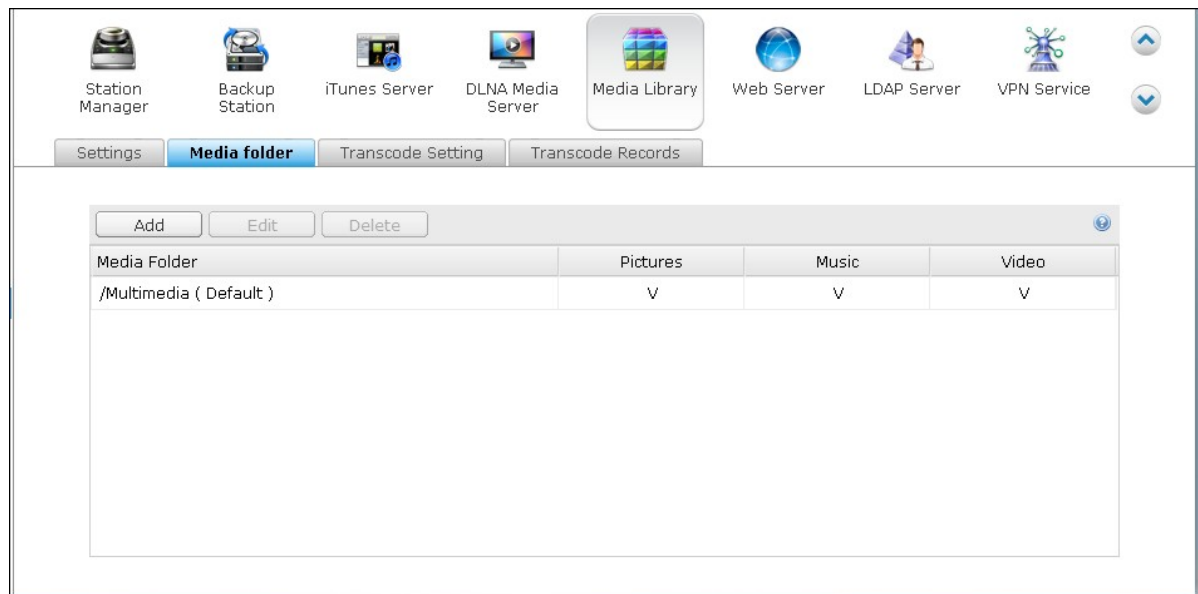 Station Manager Backup Station iTunes Server DLNA Media Server Media Library Web Server LDAP Server VPN Service
Settings Media folder Transcode Setting Transcode Records
Add Edit Delete
Media Folder Pictures Music Video
/Multimedia ( Default ) V V V